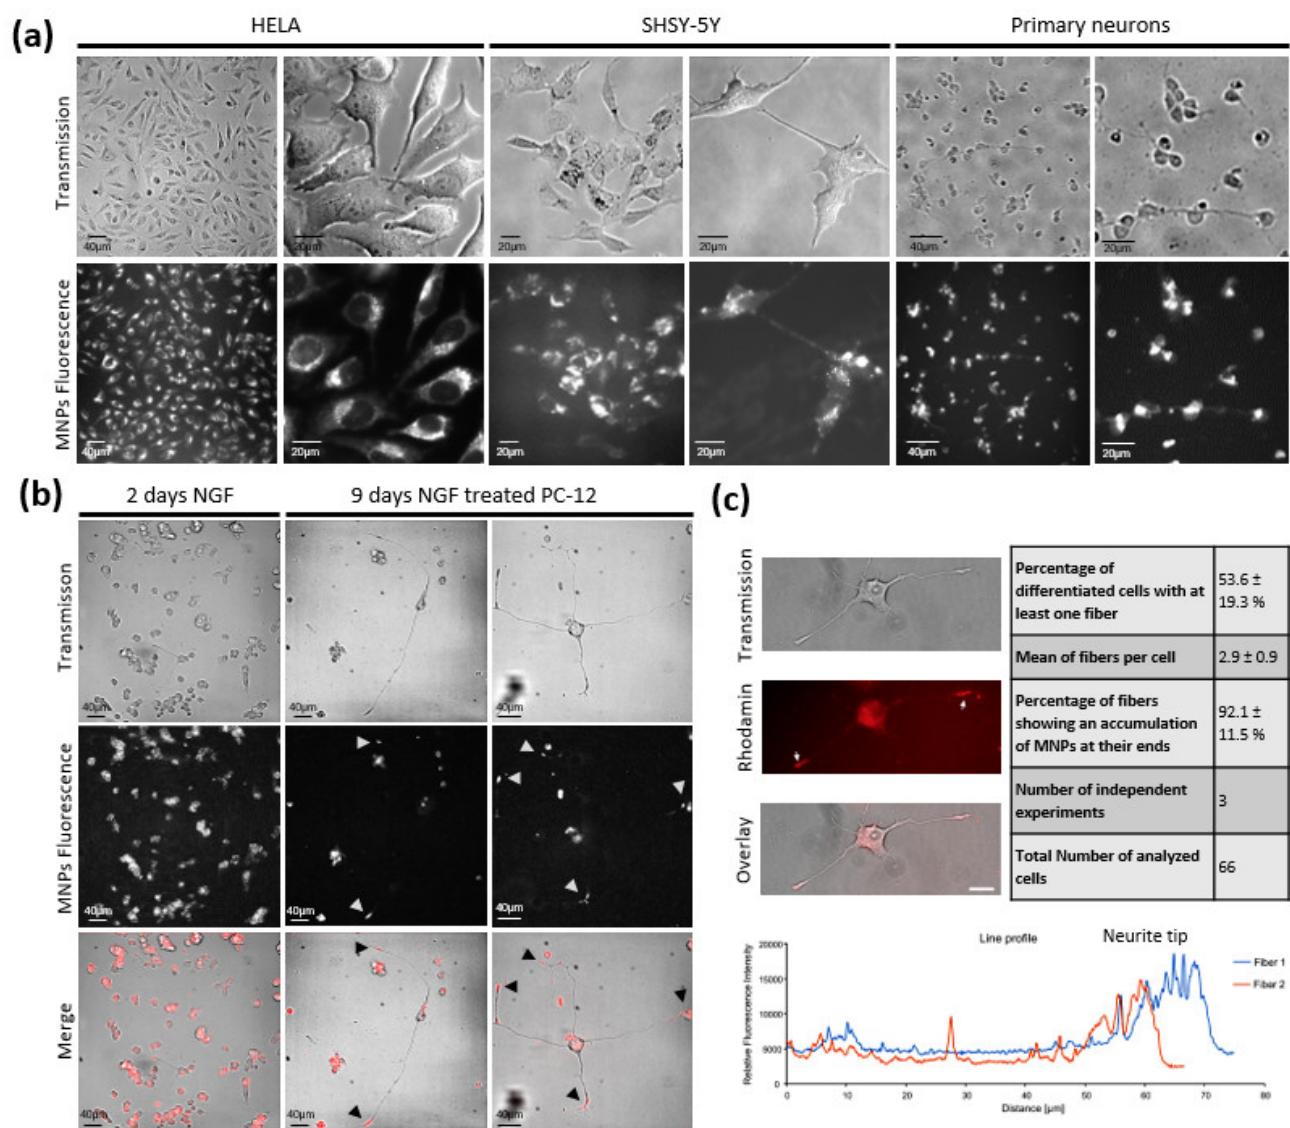 (a)
HELA
SHSY-5Y
Primary neurons
Transmission
40µm
20µm
20µm
20µm
40µm
20µm
MNPs Fluorescence
40µm
20µm
20µm
20µm
40µm
20µm
(b)
2 days NGF
9 days NGF treated PC-12
Transmisson
40µm
40µm
40µm
MNPs Fluorescence
40µm
40µm
40µm
Merge
40µm
40µm
40µm
(c)
Transmission
Rhodamin
Overlay
Percentage of
differentiated cells with at
least one fiber
53.6 ±
19.3 %
Mean of fibers per cell
2.9 ± 0.9
Percentage of fibers
showing an accumulation
of MNPs at their ends
92.1 ±
11.5 %
Number of independent
experiments
3
Total Number of analyzed
cells
66
Line profile
Neurite tip
Fiber 1
Fiber 2
Relative Fluorescence Intensity
20000
15000
10000
5000
0
0 10 20 30 40 50 60 70 80
Distance [µm]